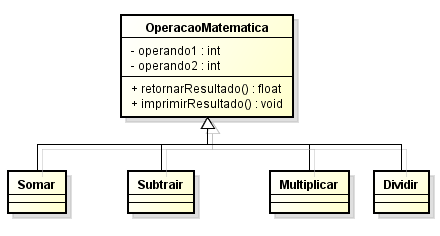 OperacaoMatematica
- operando1 : int
- operando2 : int
+ retornarResultado() : float
+ imprimirResultado() : void
Somar
Subtrair
Multiplicar
Dividir